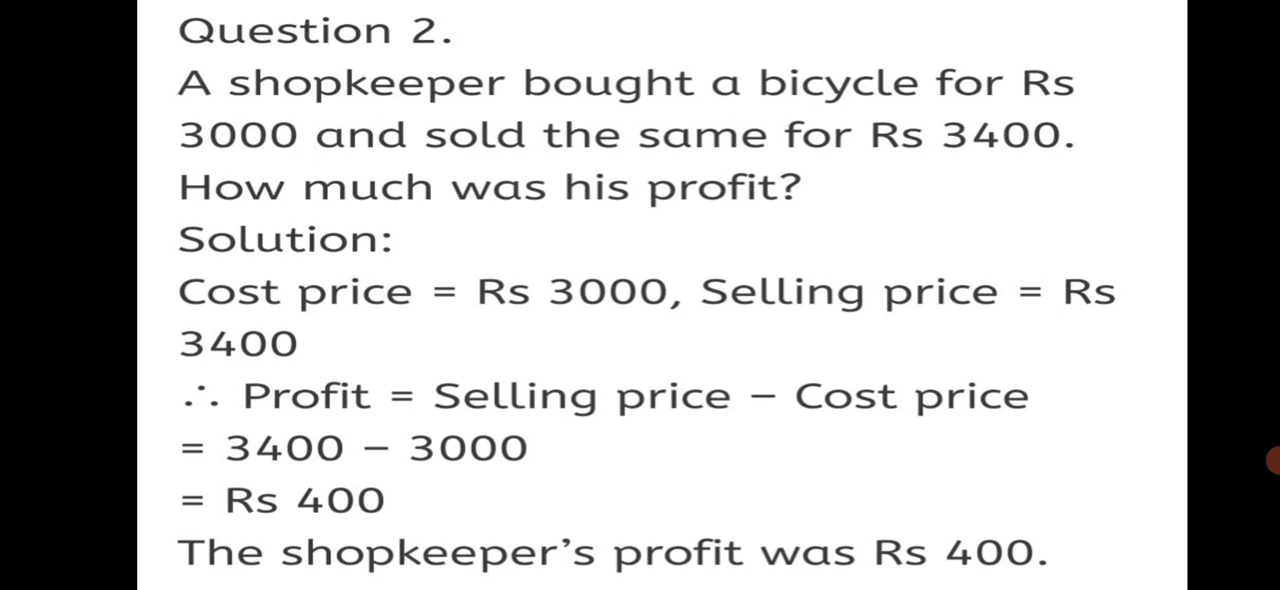 Question 2.
A shopkeeper bought a bicycle for Rs
3000 and sold the same for Rs 3400.
How much was his profit?
Solution:
Cost price = Rs 3000, Selling price = Rs
3400
∴ Profit = Selling price – Cost price
= 3400 – 3000
= Rs 400
The shopkeeper’s profit was Rs 400.